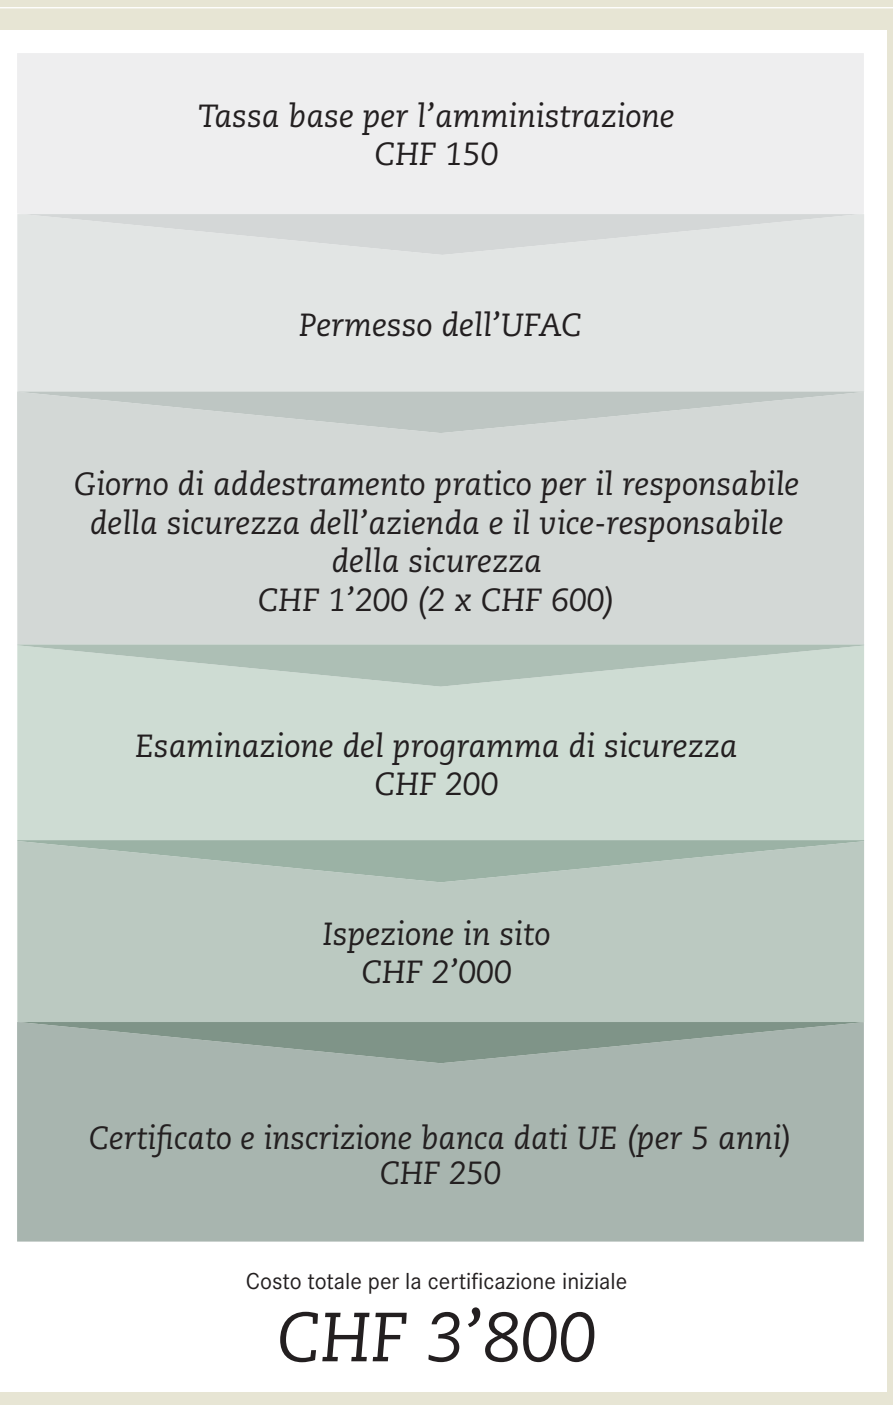 Tassa base per l’amministrazione
CHF 150
Permesso dell’UFAC
Giorno di addestramento pratico per il responsabile
della sicurezza dell’azienda e il vice-responsabile
della sicurezza
CHF 1’200 (2 x CHF 600)
Esaminazione del programma di sicurezza
CHF 200
Ispezione in sito
CHF 2’000
Certificato e inscrizione banca dati UE (per 5 anni)
CHF 250
Costo totale per la certificazione iniziale
CHF 3’800